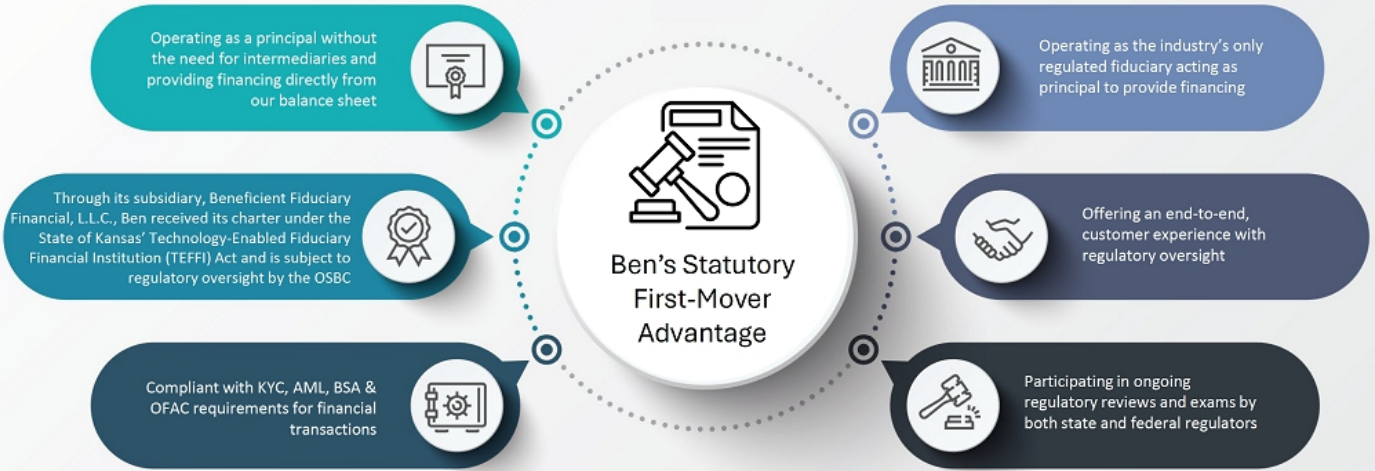 Operating as a principal without
the need for intermediaries and
providing financing directly from
our balance sheet
Through its subsidiary, Beneficient Fiduciary
Financial, L.L.C., Ben received its charter under the
State of Kansas' Technology-Enabled Fiduciary
Financial Institution (TEFFI) Act and is subject to
regulatory oversight by the OSBC
Compliant with KYC, AML, BSA &
OFAC requirements for financial
transactions
Ben's Statutory
First-Mover
Advantage
Operating as the industry's only
regulated fiduciary acting as
principal to provide financing
Offering an end-to-end,
customer experience with
regulatory oversight
Participating in ongoing
regulatory reviews and exams by
both state and federal regulators